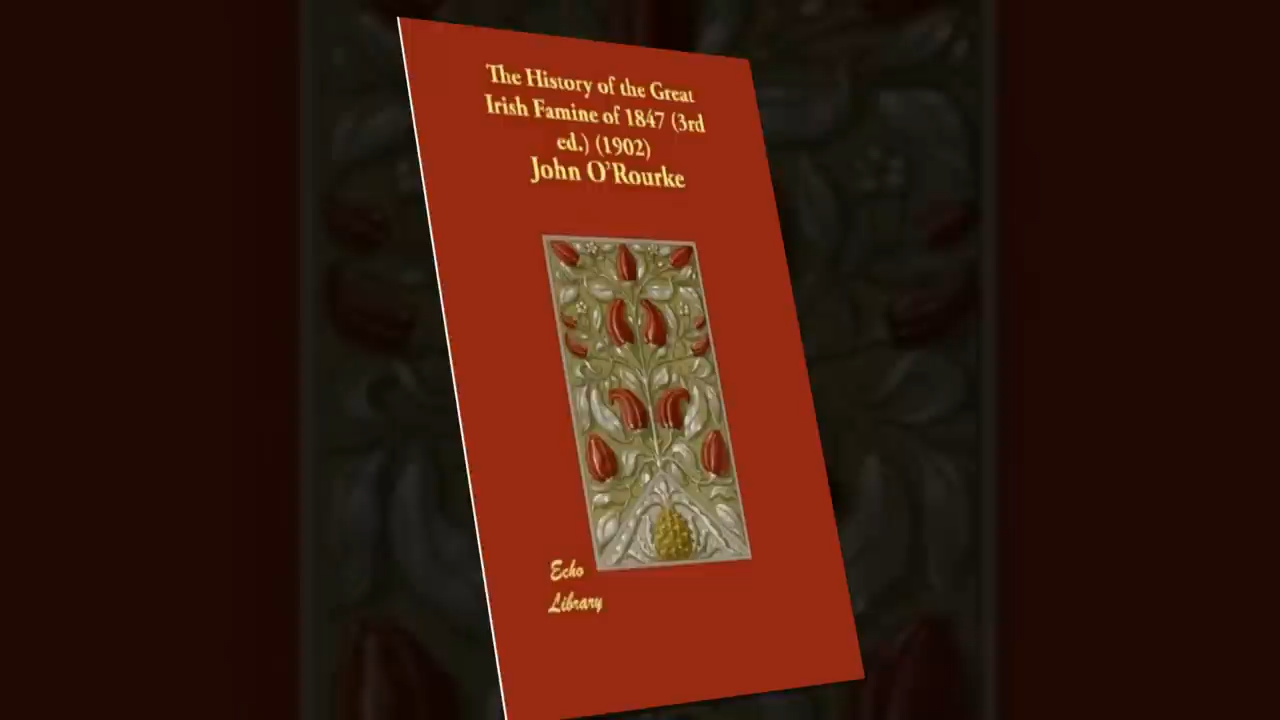 The History of the Great
Irish Famine of 1847 (3rd
ed.) (1902)
John O'Rourke
Echo
Library